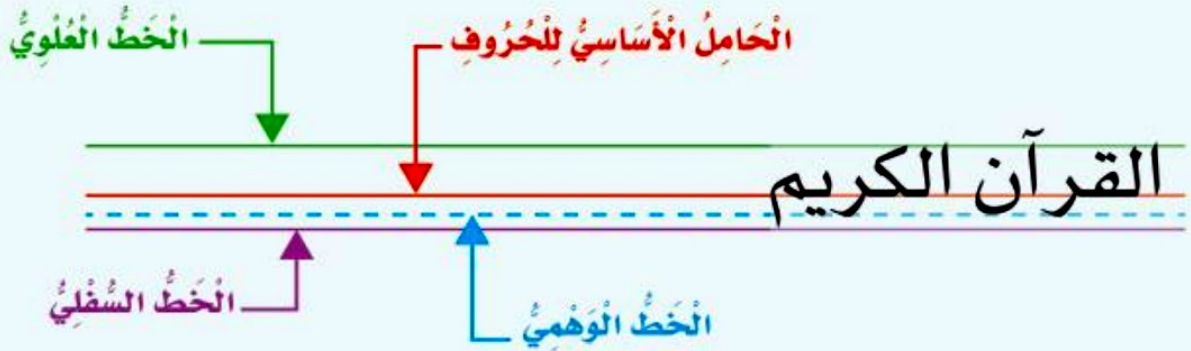 الْحَامِلُ الْأَسَاسِيُّ لِلْحُرُوفِ
الْخَطُّ الْعُلْوِيُّ
القرآن الكريم
الْخَطُّ السُّفْلِيُّ
الْخَطُّ الْوَهْمِيُّ